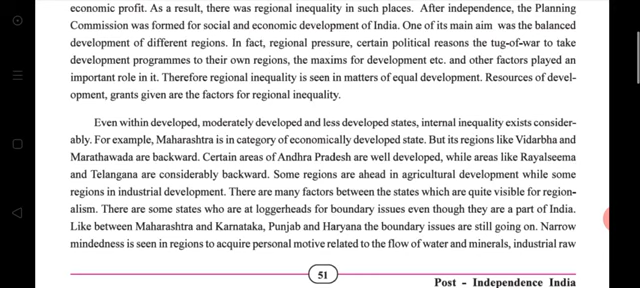 economic profit. As a result, there was regional inequality in such places. After independence, the Planning
Commission was formed for social and economic development of India. One of its main aim was the balanced
development of different regions. In fact, regional pressure, certain political reasons the tug-of-war to take
development programmes to their own regions, the maxims for development etc. and other factors played an
important role in it. Therefore regional inequality is seen in matters of equal development. Resources of devel-
opment, grants given are the factors for regional inequality.
Even within developed, moderately developed and less developed states, internal inequality exists consider-
ably. For example, Maharashtra is in category of economically developed state. But its regions like Vidarbha and
Marathawada are backward. Certain areas of Andhra Pradesh are well developed, while areas like Rayalseema
and Telangana are considerably backward. Some regions are ahead in agricultural development while some
regions in industrial development. There are many factors between the states which are quite visible for region-
alism. There are some states who are at loggerheads for boundary issues even though they are a part of India.
Like between Maharashtra and Karnataka, Punjab and Haryana the boundary issues are still going on. Narrow
mindedness is seen in regions to acquire personal motive related to the flow of water and minerals, industrial raw
51
Post - Independence India